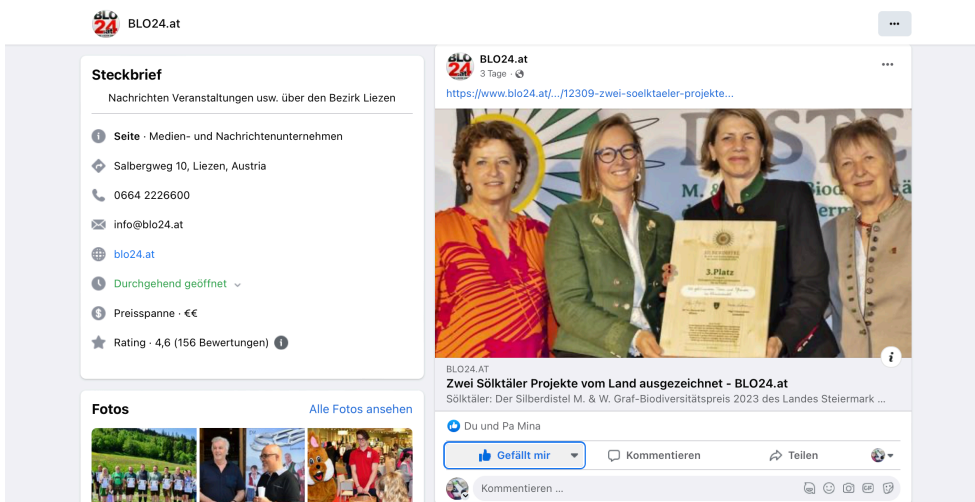 BLO24.at
Steckbrief
Nachrichten Veranstaltungen usw. über den Bezirk Liezen
Seite · Medien- und Nachrichtenunternehmen
Salbergweg 10, Liezen, Austria
0664 2226600
info@blo24.at
blo24.at
Durchgehend geöffnet
Preisspanne · €€
Rating · 4,6 (156 Bewertungen)
Fotos
Alle Fotos ansehen
BLO24.at
3 Tage
https://www.blo24.at/.../12309-zwei-soelktaeler-projekte...
3.Platz
BLO24.AT
Zwei Sölktäler Projekte vom Land ausgezeichnet - BLO24.at
Sölktäler: Der Silberdistel M. & W. Graf-Biodiversitätspreis 2023 des Landes Steiermark ...
Du und Pa Mina
Gefällt mir
Kommentieren
Teilen
Kommentieren ...
GIF